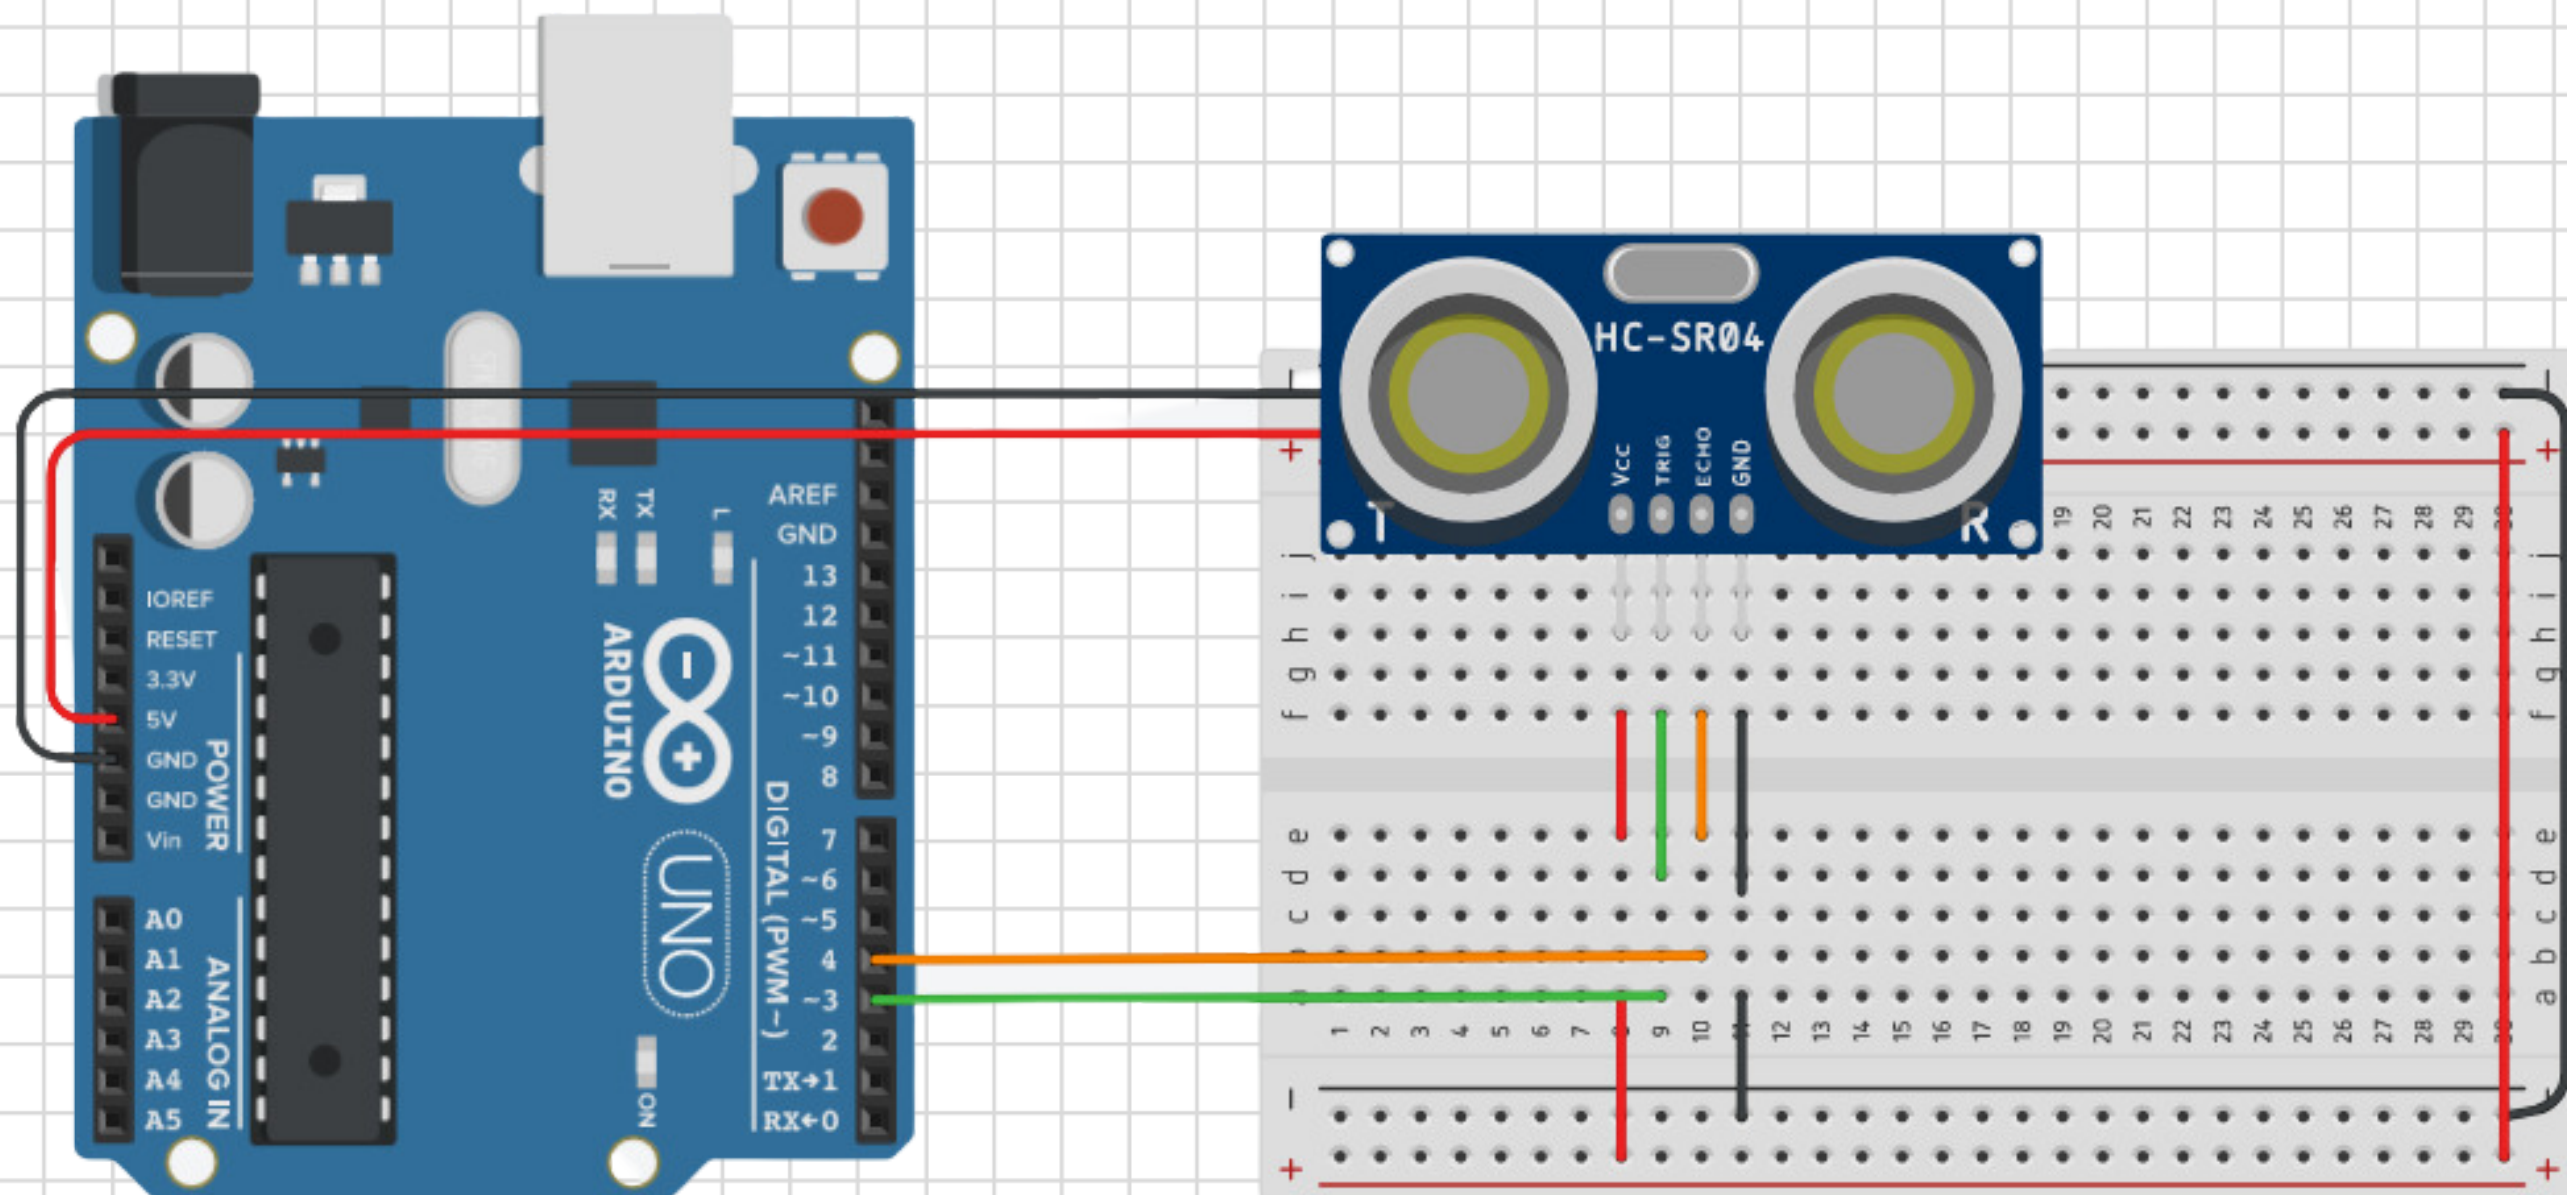 HC-SR04
VCC
TRIG
ECHO
GND
T
R
RX
TX
L
AREF
GND
13
12
~11
~10
~9
8
7
~6
~5
4
~3
2
TX→1
RX←0
DIGITAL (PWM ~)
ARDUINO
UNO
ON
IOREF
RESET
3.3V
5V
GND
GND
Vin
POWER
A0
A1
A2
A3
A4
A5
ANALOG IN
- -
+ +
19 20 21 22 23 24 25 26 27 28 29 30
j j
i i
h h
g g
f f
e e
d d
c c
b
a
1 2 3 4 5 6 7 9 10 11 12 13 14 15 16 17 18 19 20 21 22 23 24 25 26 27 28 29 30
- -
+ +